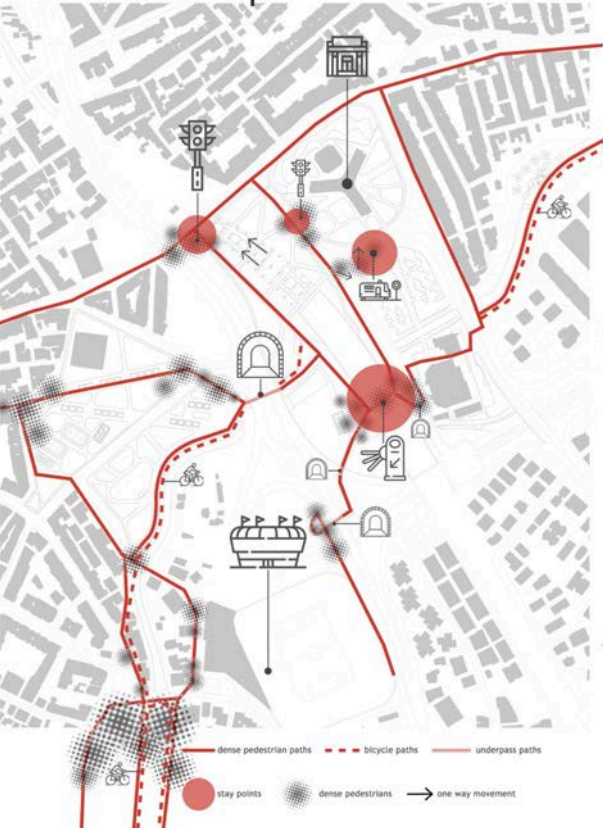 dense pedestrian paths bicycle paths underpass paths
stay points dense pedestrians one way movement